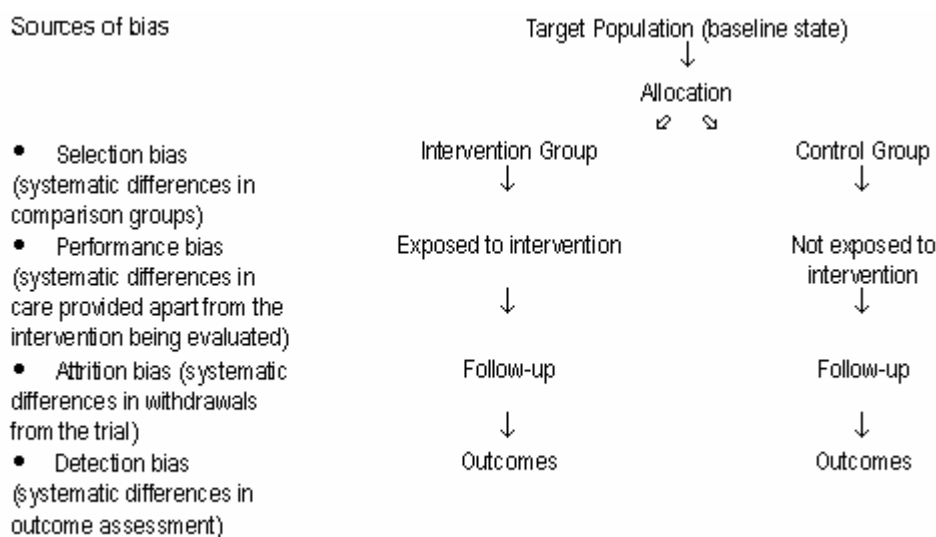 Sources of bias
Target Population (baseline state)
↓
Allocation
⬃ ⬂
• Selection bias
(systematic differences in
comparison groups)
Intervention Group
Control Group
↓ ↓
• Performance bias
(systematic differences in
care provided apart from the
intervention being evaluated)
Exposed to intervention
Not exposed to
intervention
↓ ↓
• Attrition bias (systematic
differences in withdrawals
from the trial)
Follow-up
Follow-up
↓ ↓
• Detection bias
(systematic differences in
outcome assessment)
Outcomes
Outcomes